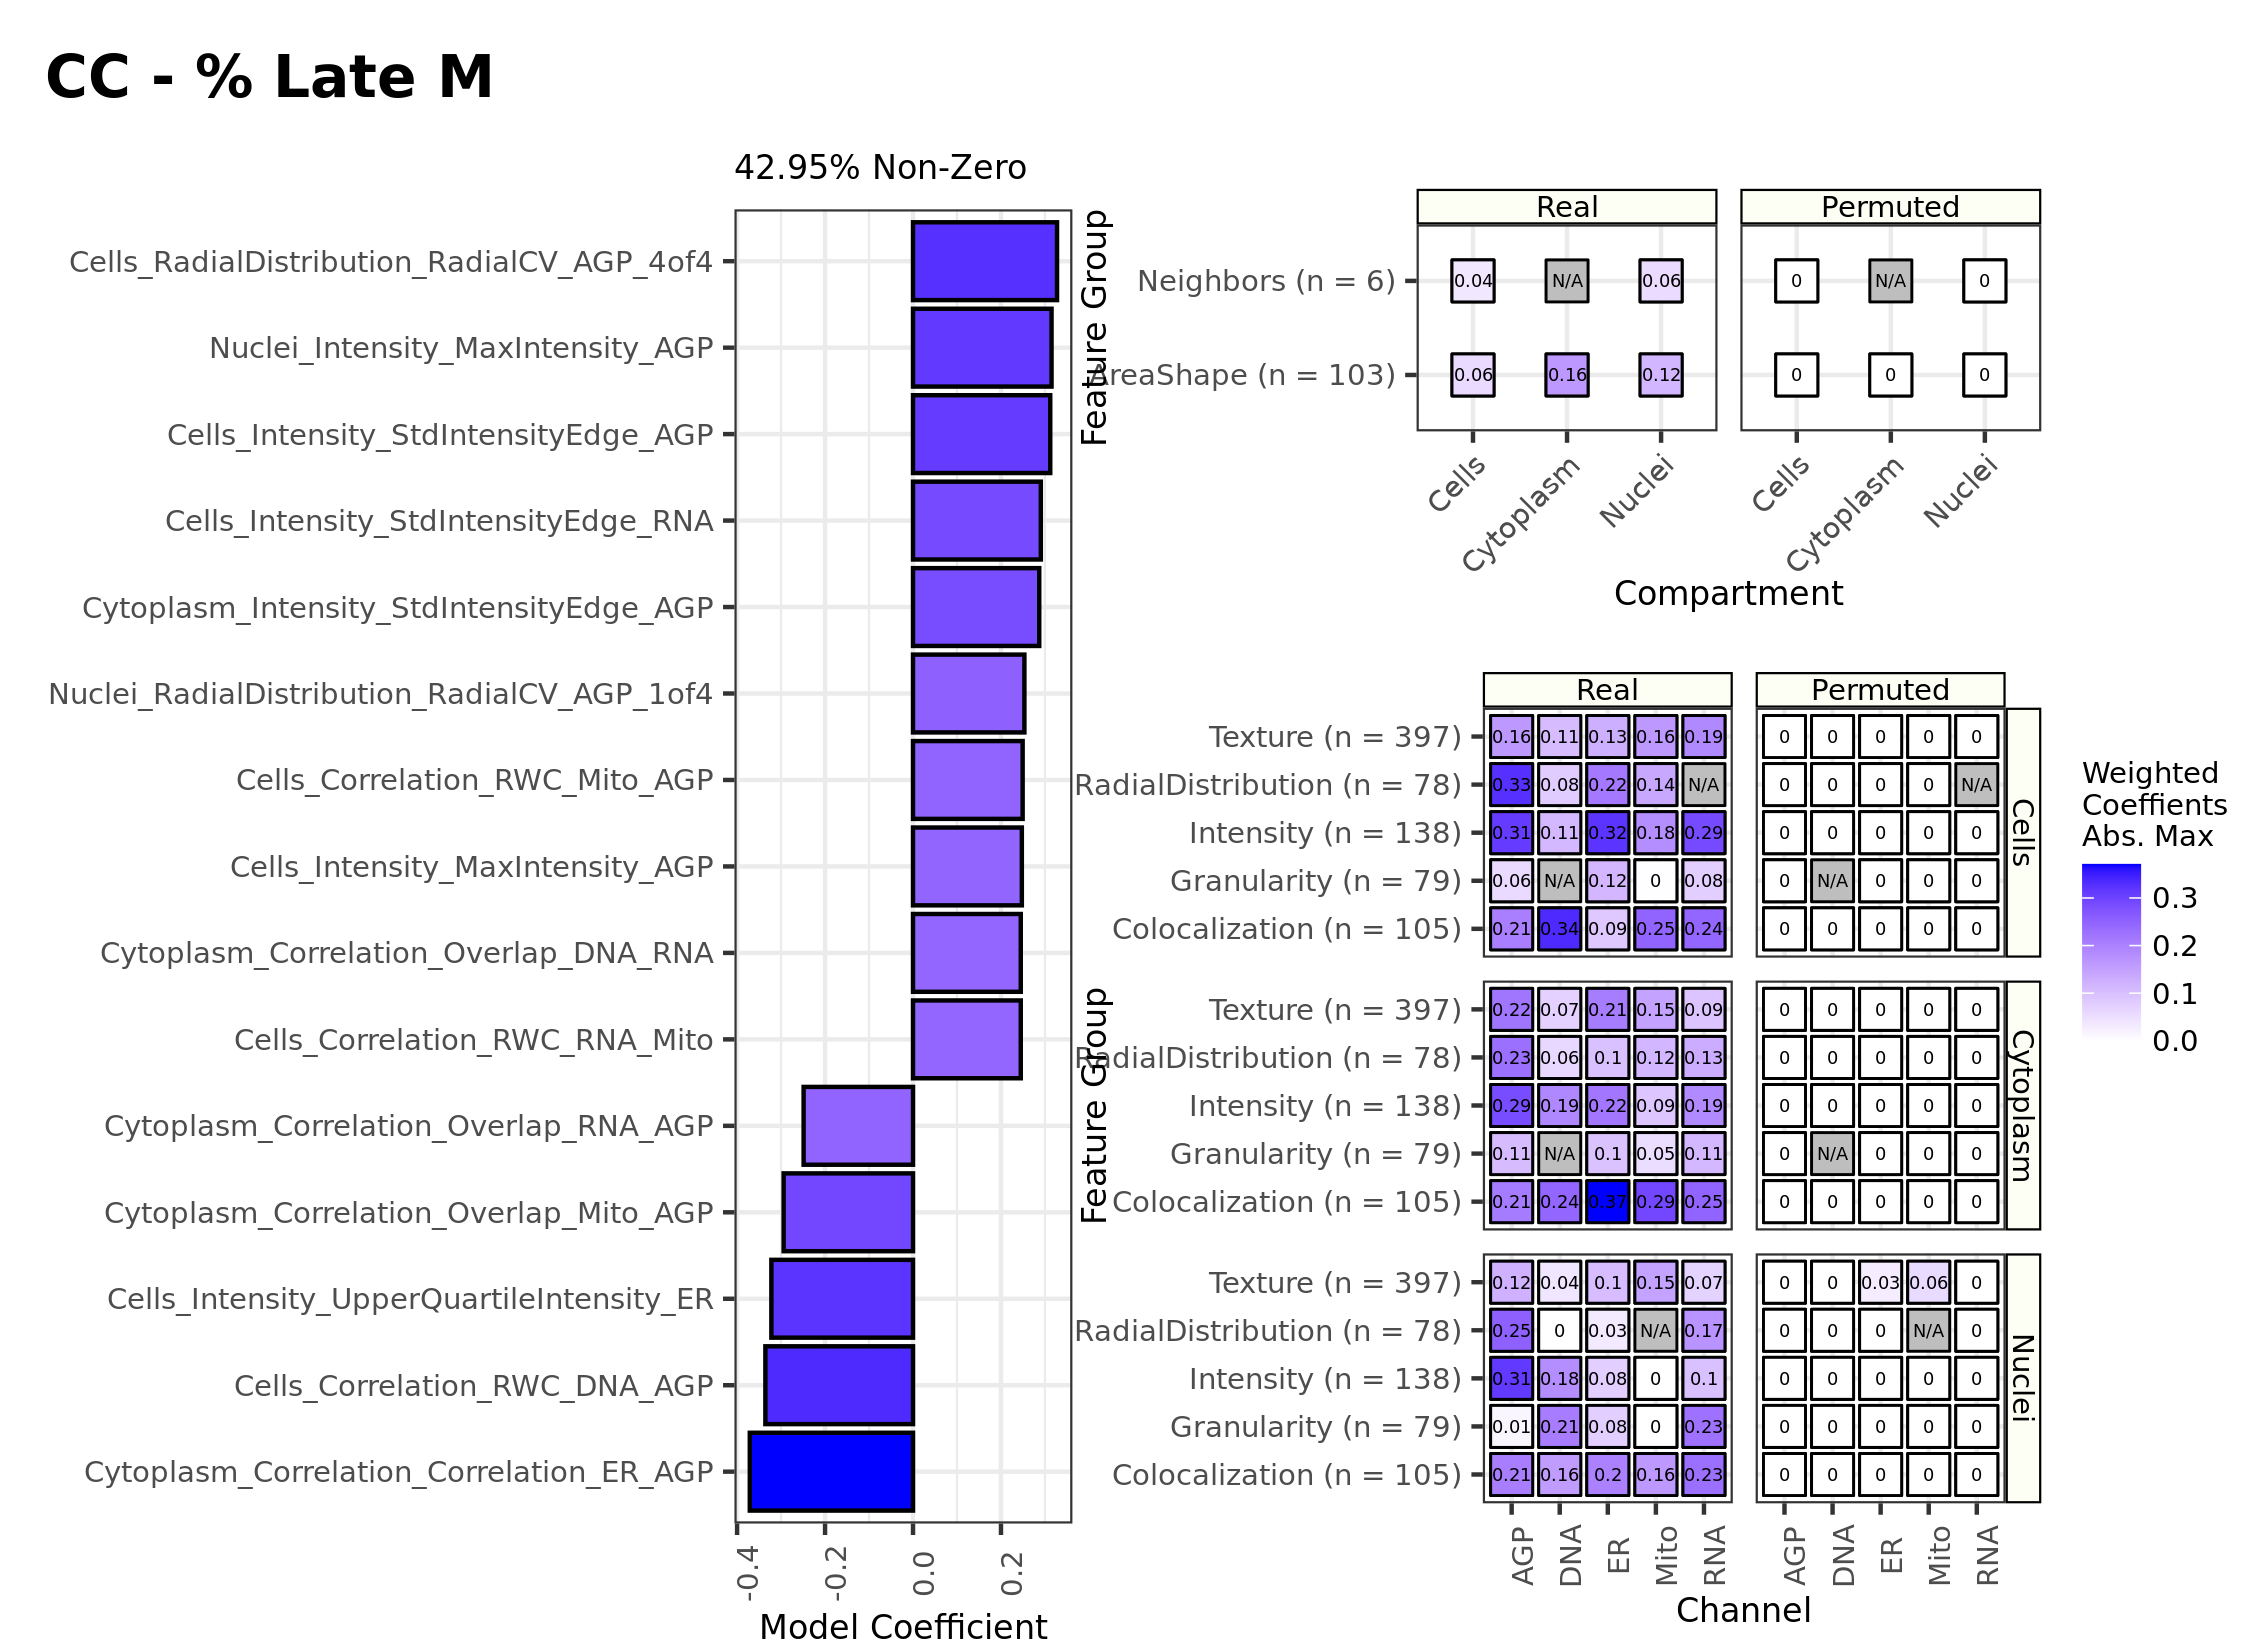 CC - % Late M
42.95% Non-Zero
Cells_RadialDistribution_RadialCV_AGP_4of4
Nuclei_Intensity_MaxIntensity_AGP
Cells_Intensity_StdIntensityEdge_AGP
Cells_Intensity_StdIntensityEdge_RNA
Cytoplasm_Intensity_StdIntensityEdge_AGP
Nuclei_RadialDistribution_RadialCV_AGP_1of4
Cells_Correlation_RWC_Mito_AGP
Cells_Intensity_MaxIntensity_AGP
Cytoplasm_Correlation_Overlap_DNA_RNA
Cells_Correlation_RWC_RNA_Mito
Cytoplasm_Correlation_Overlap_RNA_AGP
Cytoplasm_Correlation_Overlap_Mito_AGP
Cells_Intensity_UpperQuartileIntensity_ER
Cells_Correlation_RWC_DNA_AGP
Cytoplasm_Correlation_Correlation_ER_AGP
-0.4 -0.2 0.0 0.2
Model Coefficient
Feature Group
Real Permuted
Neighbors (n = 6) 0.04 N/A 0.06 0 N/A 0
AreaShape (n = 103) 0.06 0.16 0.12 0 0 0
Cells Cytoplasm Nuclei Cells Cytoplasm Nuclei
Compartment
Feature Group
Real Permuted
Texture (n = 397) 0.16 0.11 0.13 0.16 0.19 0 0 0 0 0
RadialDistribution (n = 78) 0.33 0.08 0.22 0.14 N/A 0 0 0 0 N/A
Intensity (n = 138) 0.31 0.11 0.32 0.18 0.29 0 0 0 0 0
Granularity (n = 79) 0.06 N/A 0.12 0 0.08 0 N/A 0 0 0
Colocalization (n = 105) 0.21 0.34 0.09 0.25 0.24 0 0 0 0 0
Cells
Texture (n = 397) 0.22 0.07 0.21 0.15 0.09 0 0 0 0 0
RadialDistribution (n = 78) 0.23 0.06 0.1 0.12 0.13 0 0 0 0 0
Intensity (n = 138) 0.29 0.19 0.22 0.09 0.19 0 0 0 0 0
Granularity (n = 79) 0.11 N/A 0.1 0.05 0.11 0 N/A 0 0 0
Colocalization (n = 105) 0.21 0.24 0.37 0.29 0.25 0 0 0 0 0
Cytoplasm
Texture (n = 397) 0.12 0.04 0.1 0.15 0.07 0 0 0.03 0.06 0
RadialDistribution (n = 78) 0.25 0 0.03 N/A 0.17 0 0 0 N/A 0
Intensity (n = 138) 0.31 0.18 0.08 0 0.1 0 0 0 0 0
Granularity (n = 79) 0.01 0.21 0.08 0 0.23 0 0 0 0 0
Colocalization (n = 105) 0.21 0.16 0.2 0.16 0.23 0 0 0 0 0
Nuclei
AGP DNA ER Mito RNA AGP DNA ER Mito RNA
Channel
Weighted
Coeffients
Abs. Max
0.3
0.2
0.1
0.0